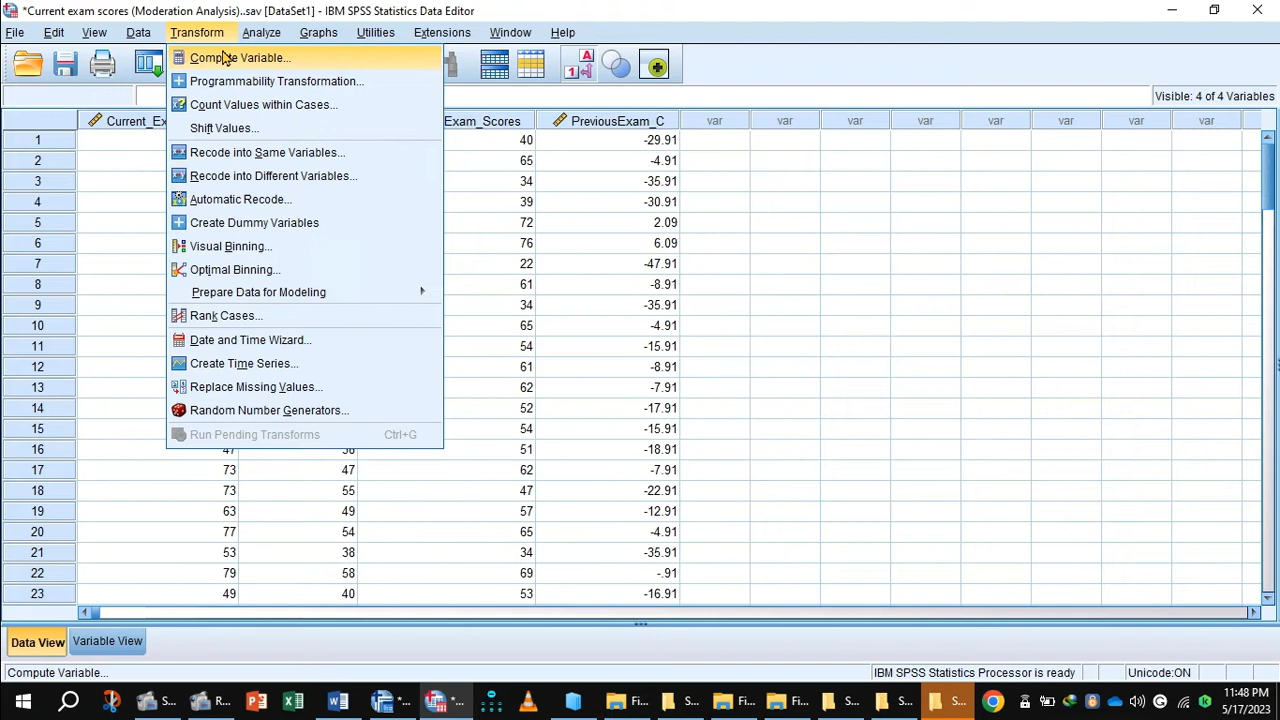 *Current exam scores (Moderation Analysis)..sav [DataSet1] - IBM SPSS Statistics Data Editor
File Edit View Data Transform Analyze Graphs Utilities Extensions Window Help
Visible: 4 of 4 Variables
Compute Variable...
Programmability Transformation...
Count Values within Cases...
Shift Values...
Recode into Same Variables...
Recode into Different Variables...
Automatic Recode...
Create Dummy Variables
Visual Binning...
Optimal Binning...
Prepare Data for Modeling
Rank Cases...
Date and Time Wizard...
Create Time Series...
Replace Missing Values...
Random Number Generators...
Run Pending Transforms Ctrl+G
Current_Ex Exam_Scores PreviousExam_C var var var var var var var var
1 40 -29.91
2 65 -4.91
3 34 -35.91
4 39 -30.91
5 72 2.09
6 76 6.09
7 22 -47.91
8 61 -8.91
9 34 -35.91
10 65 -4.91
11 54 -15.91
12 61 -8.91
13 62 -7.91
14 52 -17.91
15 54 -15.91
16 47 51 -18.91
17 73 47 62 -7.91
18 73 55 47 -22.91
19 63 49 57 -12.91
20 77 54 65 -4.91
21 53 38 34 -35.91
22 79 58 69 -.91
23 49 40 53 -16.91
Data View Variable View
Compute Variable... IBM SPSS Statistics Processor is ready Unicode:ON
S... R... *... *... Fi... S... Fi... Fi... S... S... S... 11:48 PM
5/17/2023